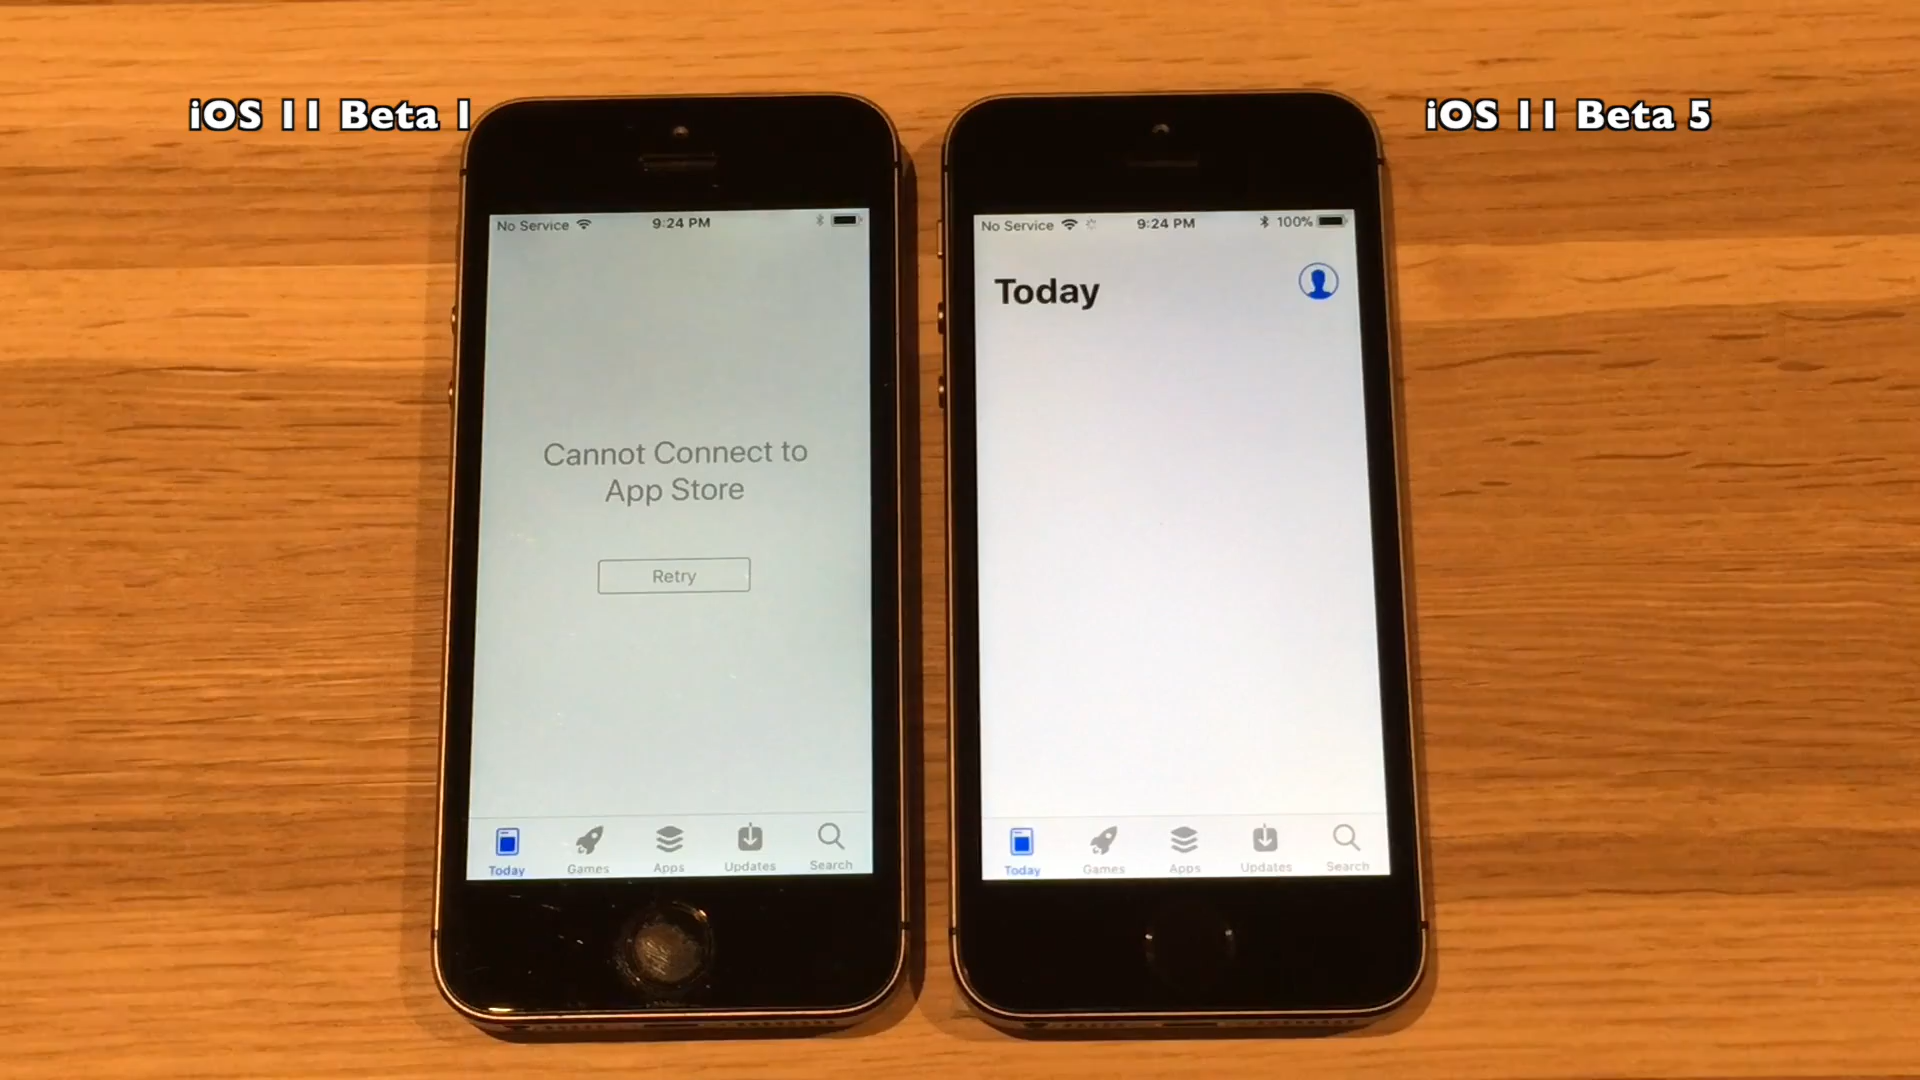 iOS 11 Beta 1
iOS 11 Beta 5
No Service 9:24 PM
Cannot Connect to
App Store
Retry
Today Games Apps Updates Search
No Service 9:24 PM 100%
Today
Today Games Apps Updates Search